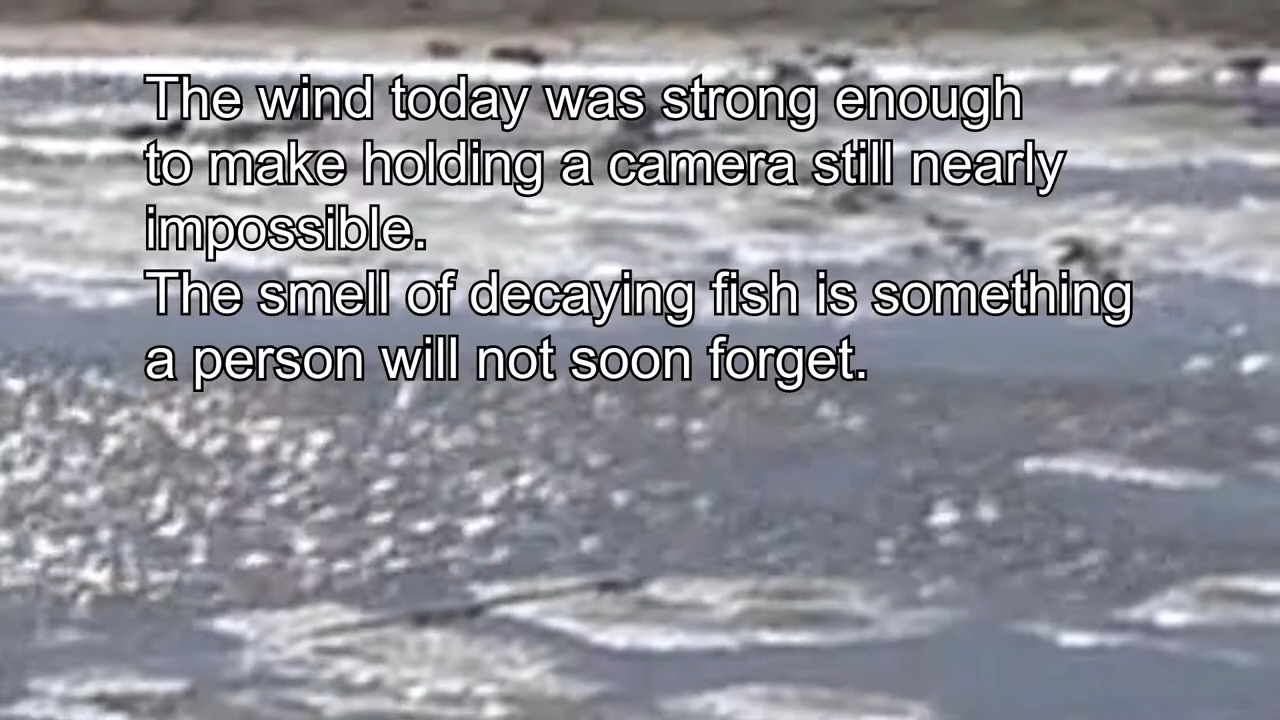 The wind today was strong enough
to make holding a camera still nearly
impossible.
The smell of decaying fish is something
a person will not soon forget.